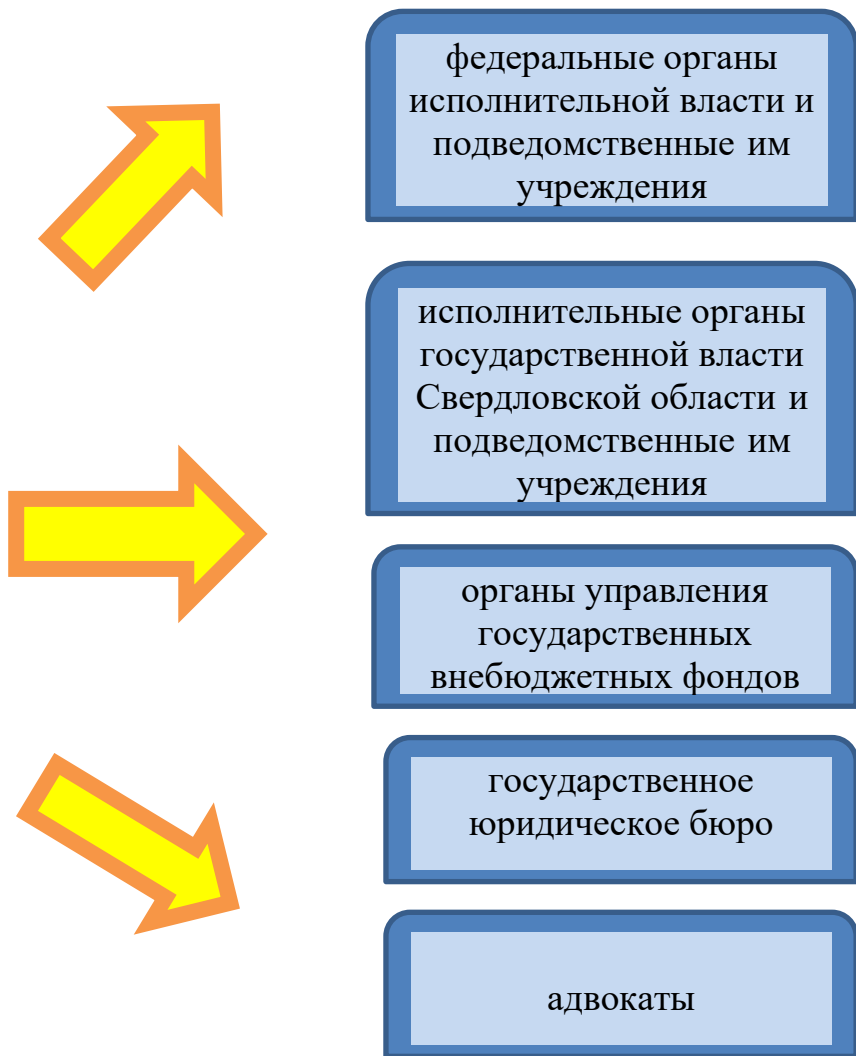 федеральные органы
исполнительной власти и
подведомственные им
учреждения
исполнительные органы
государственной власти
Свердловской области и
подведомственные им
учреждения
органы управления
государственных
внебюджетных фондов
государственное
юридическое бюро
адвокаты